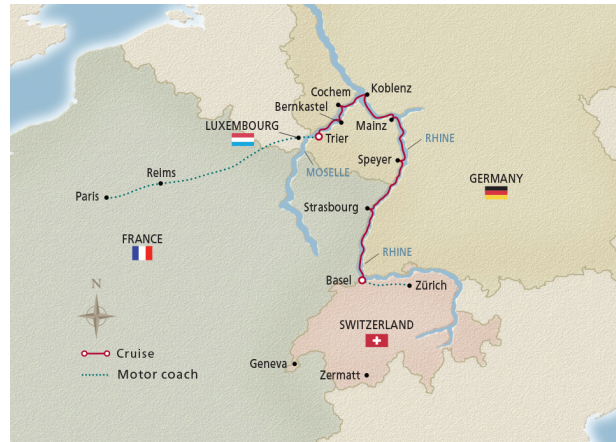 Cochem
Koblenz
Bernkastel
LUXEMBOURG
Trier
Mainz
RHINE
MOSELLE
Speyer
Reims
Paris
GERMANY
Strasbourg
FRANCE
RHINE
Basel
Zürich
N
SWITZERLAND
Cruise
Geneva
Motor coach
Zermatt